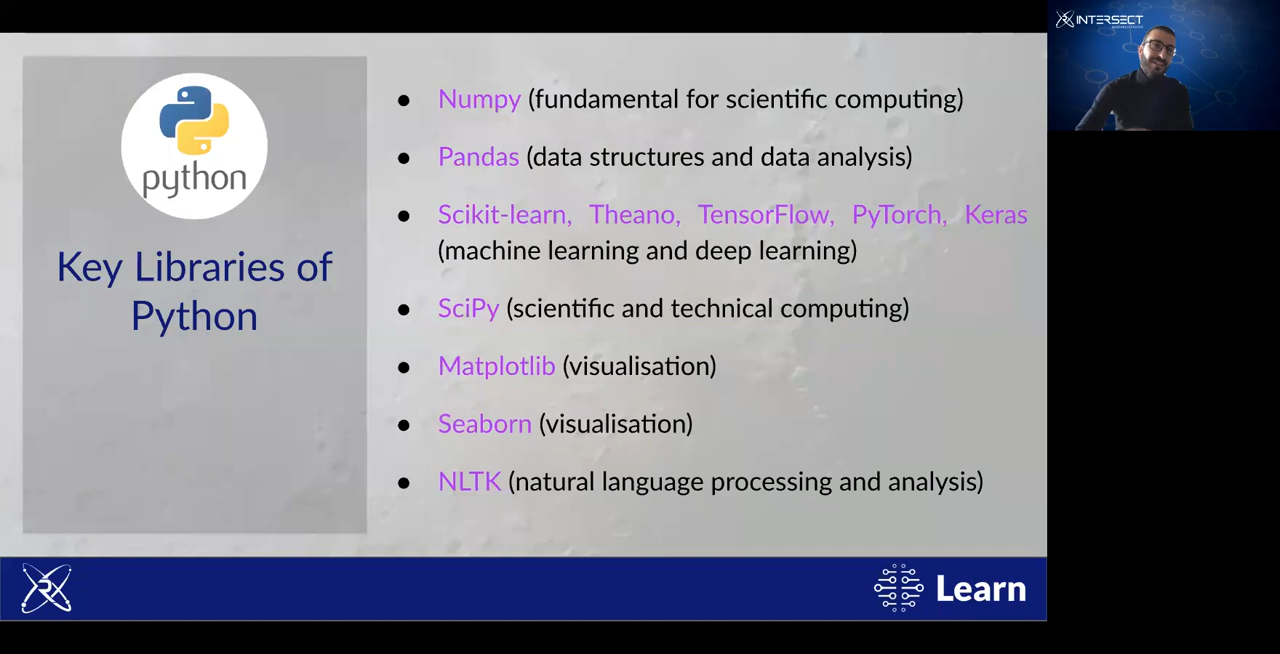 python
Key Libraries of
Python
● Numpy (fundamental for scientific computing)
● Pandas (data structures and data analysis)
● Scikit-learn, Theano, TensorFlow, PyTorch, Keras
(machine learning and deep learning)
● SciPy (scientific and technical computing)
● Matplotlib (visualisation)
● Seaborn (visualisation)
● NLTK (natural language processing and analysis)
Learn
INTERSECT